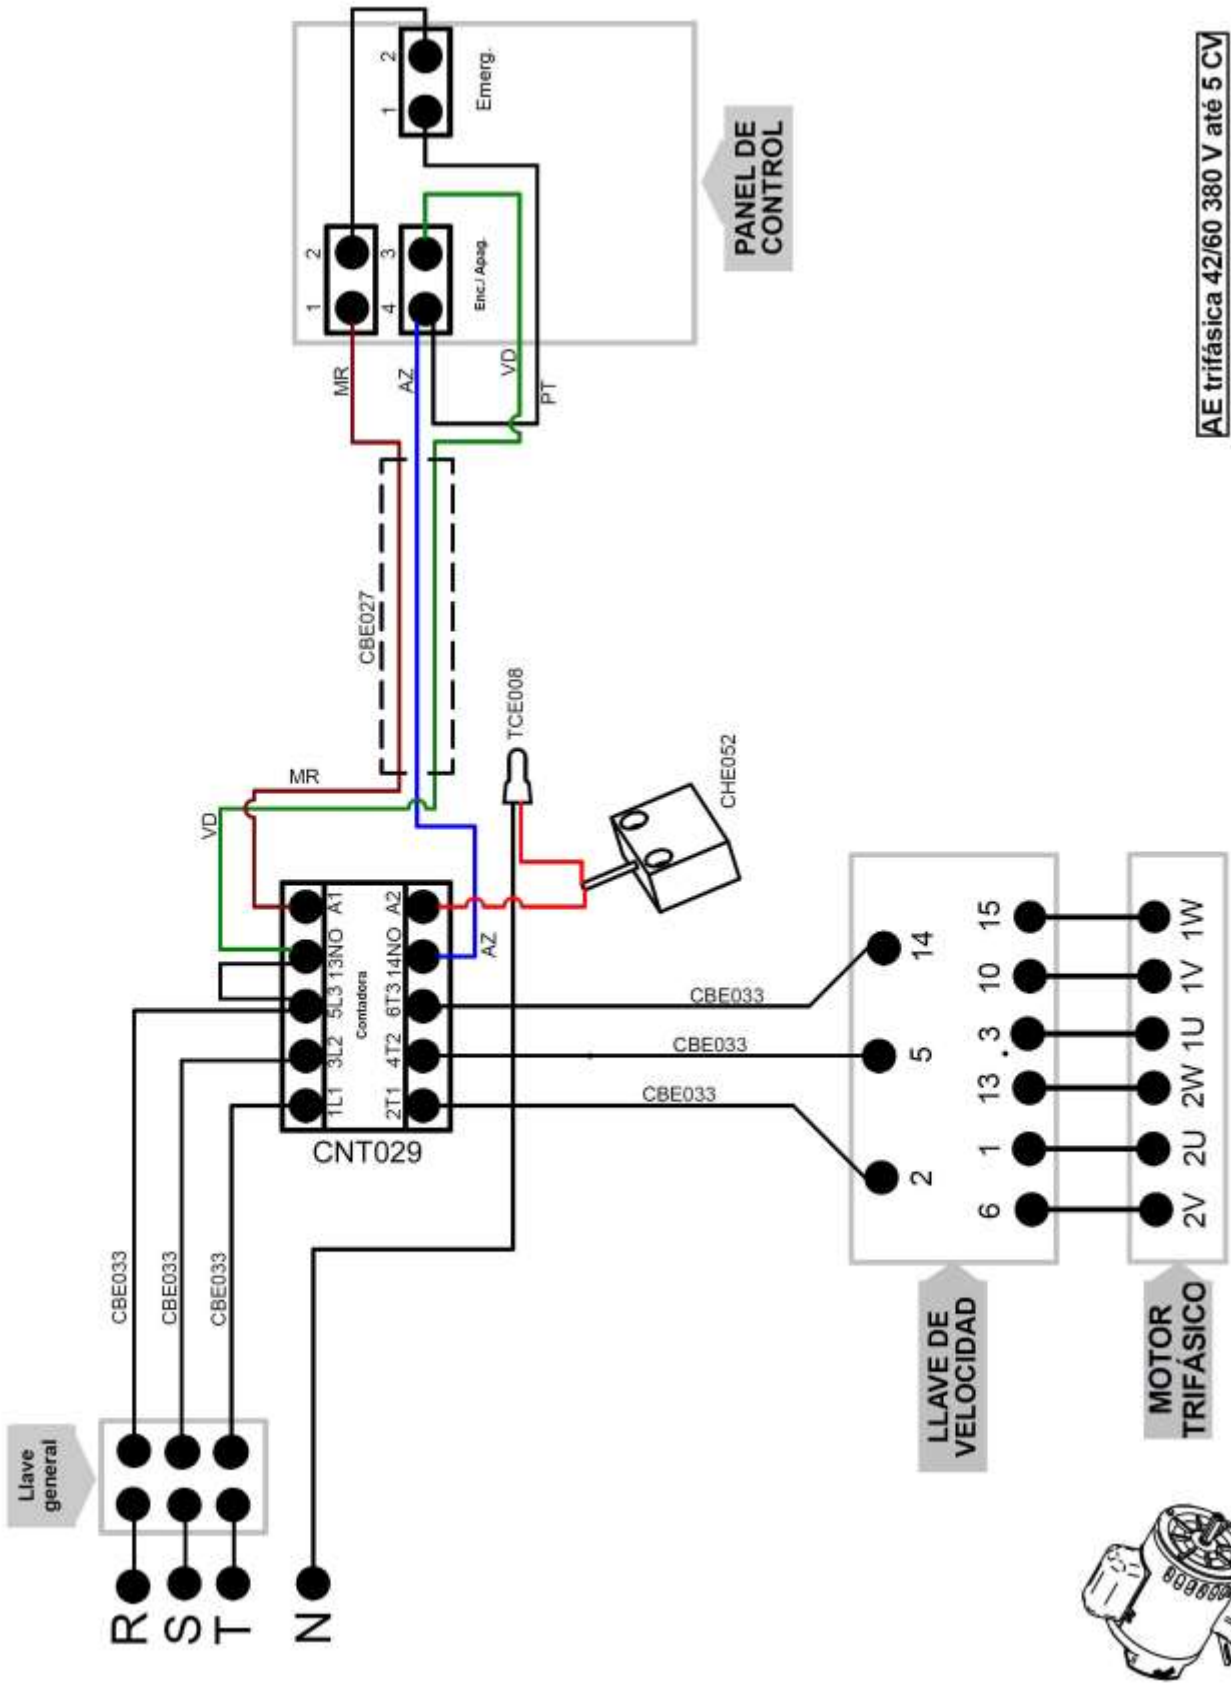 Llave
general
R
S
T
N
CBE033
CBE033
CBE033
VD
MR
1L1
3L2
5L3
13NO
A1
Contadora
2T1
4T2
6T3
14NO
A2
CNT029
AZ
CBE027
MR
AZ
VD
PT
1
2
4
3
Enc./ Apag.
1
2
Emerg.
PANEL DE
CONTROL
TCE008
CHE052
CBE033
CBE033
CBE033
2
5
14
6
1
13
.3
10
15
LLAVE DE
VELOCIDAD
2V
2U
2W
1U
1V
1W
MOTOR
TRIFÁSICO
AE trifásica 42/60 380 V até 5 CV